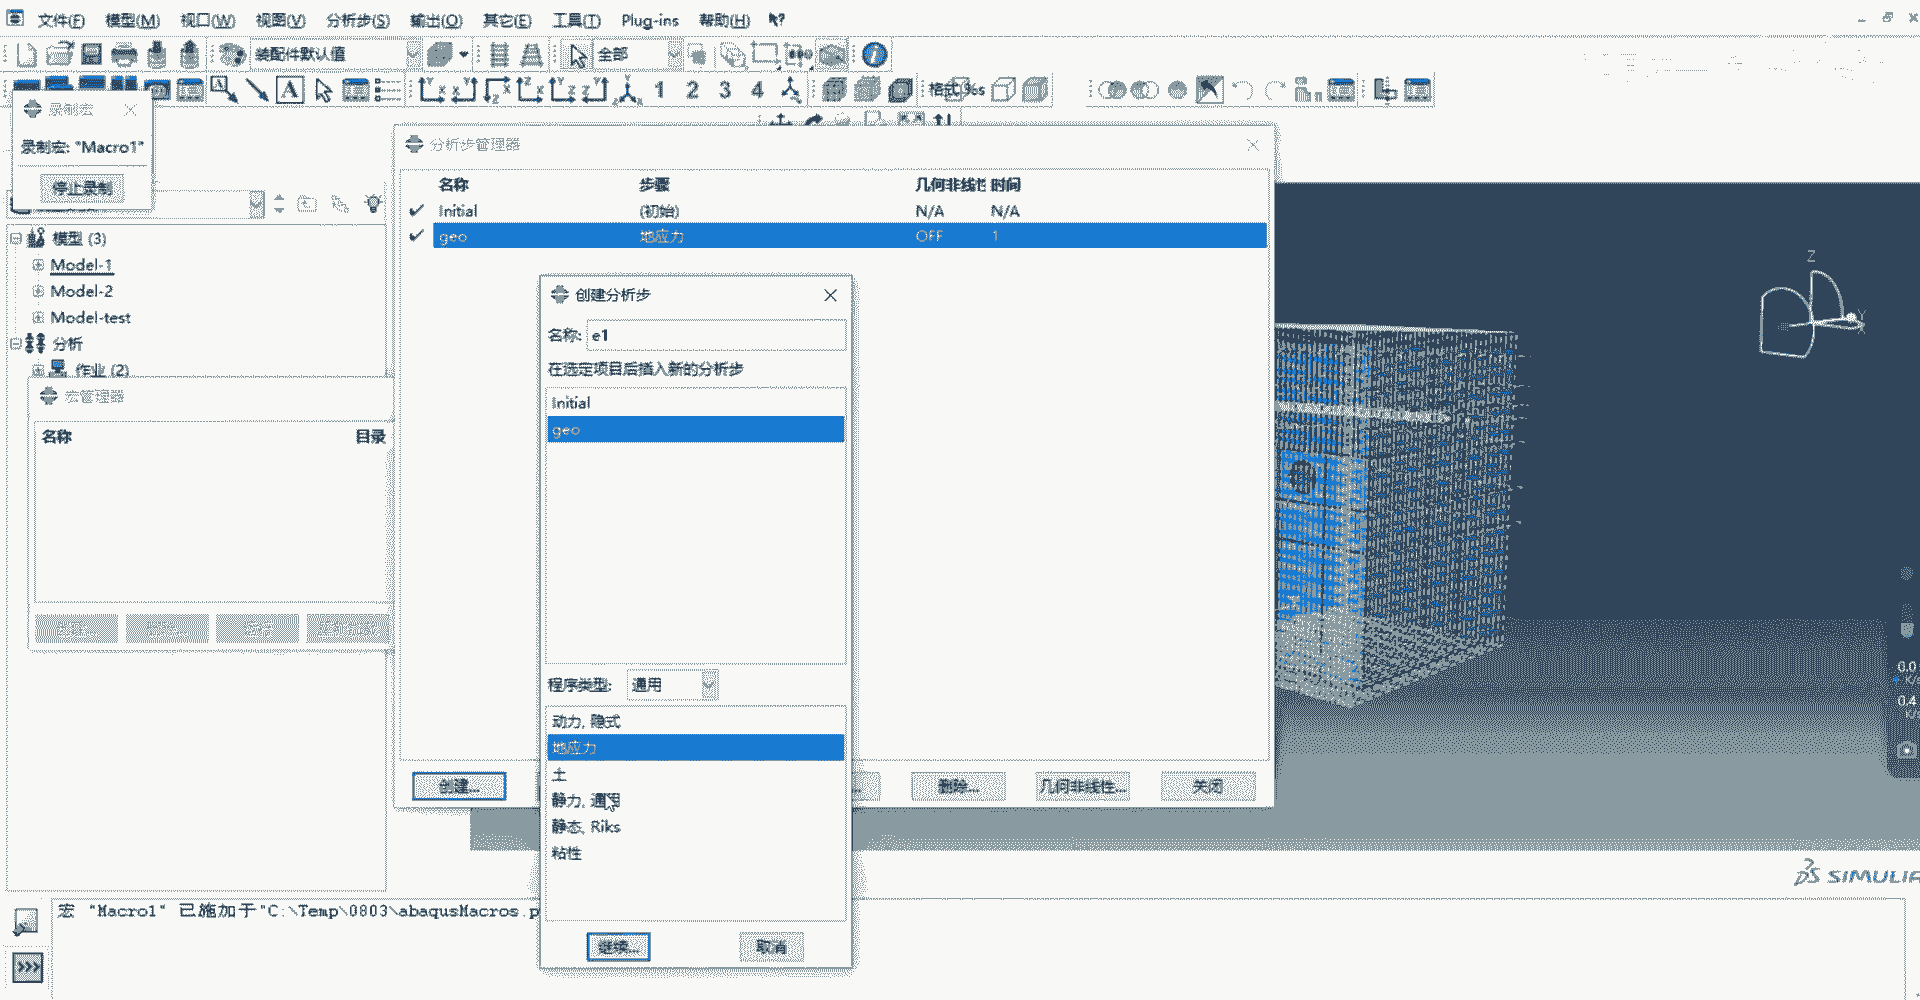 文件(F) 模型(M) 视口(W) 视图(V) 分析步(S) 输出(O) 其它(E) 工具(T) Plug-ins 帮助(H)
装配件默认值
全部
1 2 3 4
格式 %s
录制宏
录制宏: "Macro1"
停止录制
模型 (3)
Model-1
Model-2
Model-test
分析
作业 (2)
宏管理器
名称 目录
分析步管理器
名称 步骤 几何非线性 时间
Initial (初始) N/A N/A
geo 地应力 OFF 1
创建... 删除... 几何非线性... 关闭
创建分析步
名称: e1
在选定项目后插入新的分析步
Initial
geo
程序类型: 通用
动力, 隐式
地应力
土
静力, 通用
静态, Riks
粘性
继续... 取消
Z
SIMULIA
0.0
K/s
0.4
K/s
宏 "Macro1" 已施加于"C:\Temp\0803\abaqusMacros.p